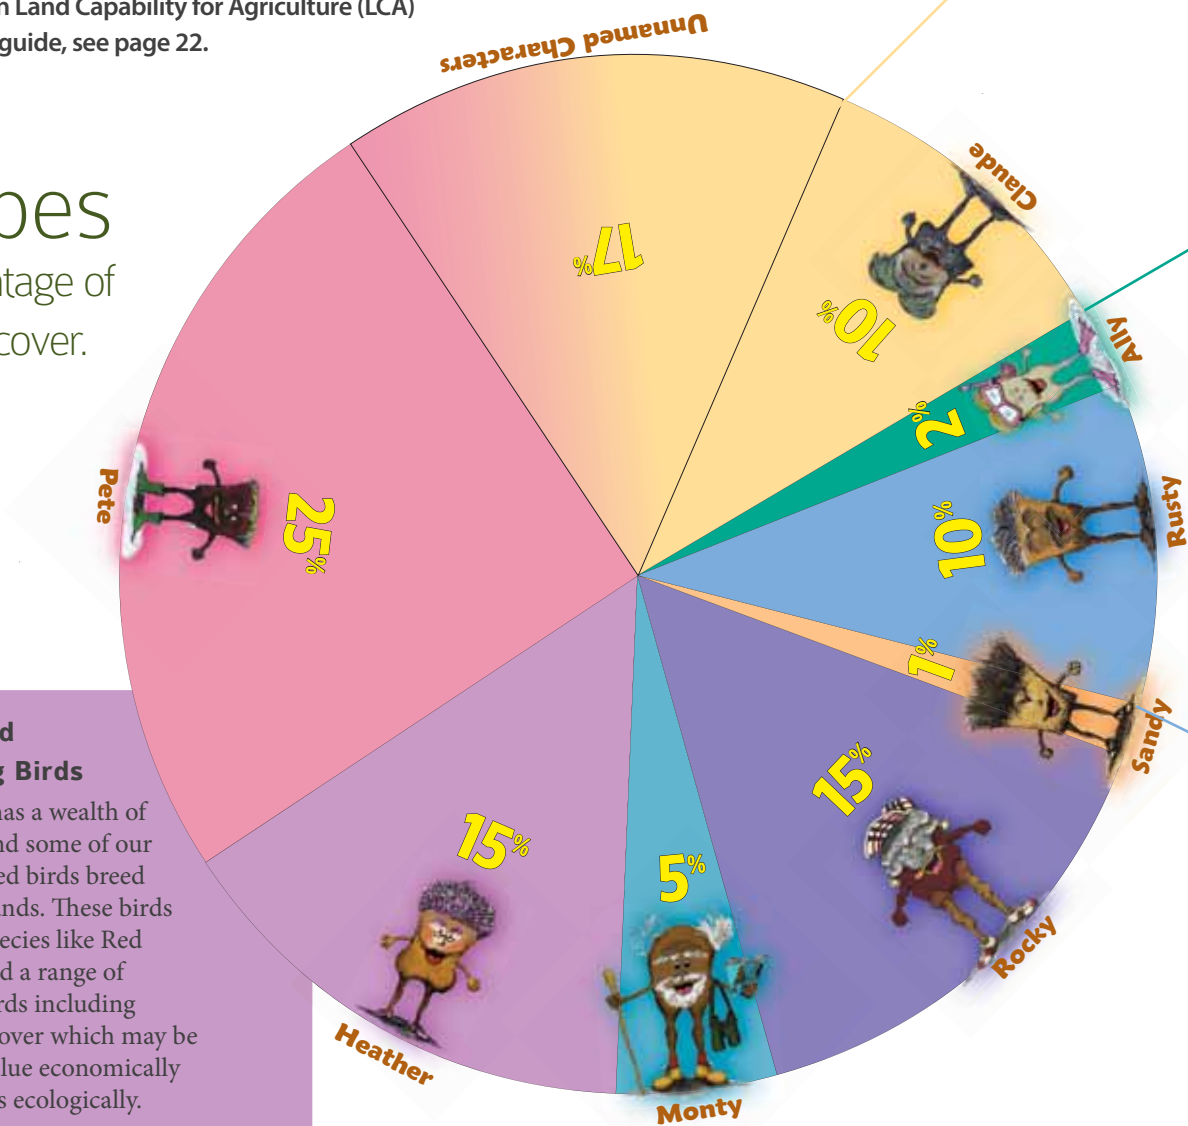 n Land Capability for Agriculture (LCA)
guide, see page 22.
pes
ntage of
cover.
Unnamed Characters
17%
Claude
10%
Ally
2%
Rusty
10%
Sandy
1%
Rocky
15%
Monty
5%
Heather
15%
Pete
25%
d
g Birds
has a wealth of
nd some of our
ed birds breed
ands. These birds
ecies like Red
d a range of
rds including
over which may be
lue economically
s ecologically.